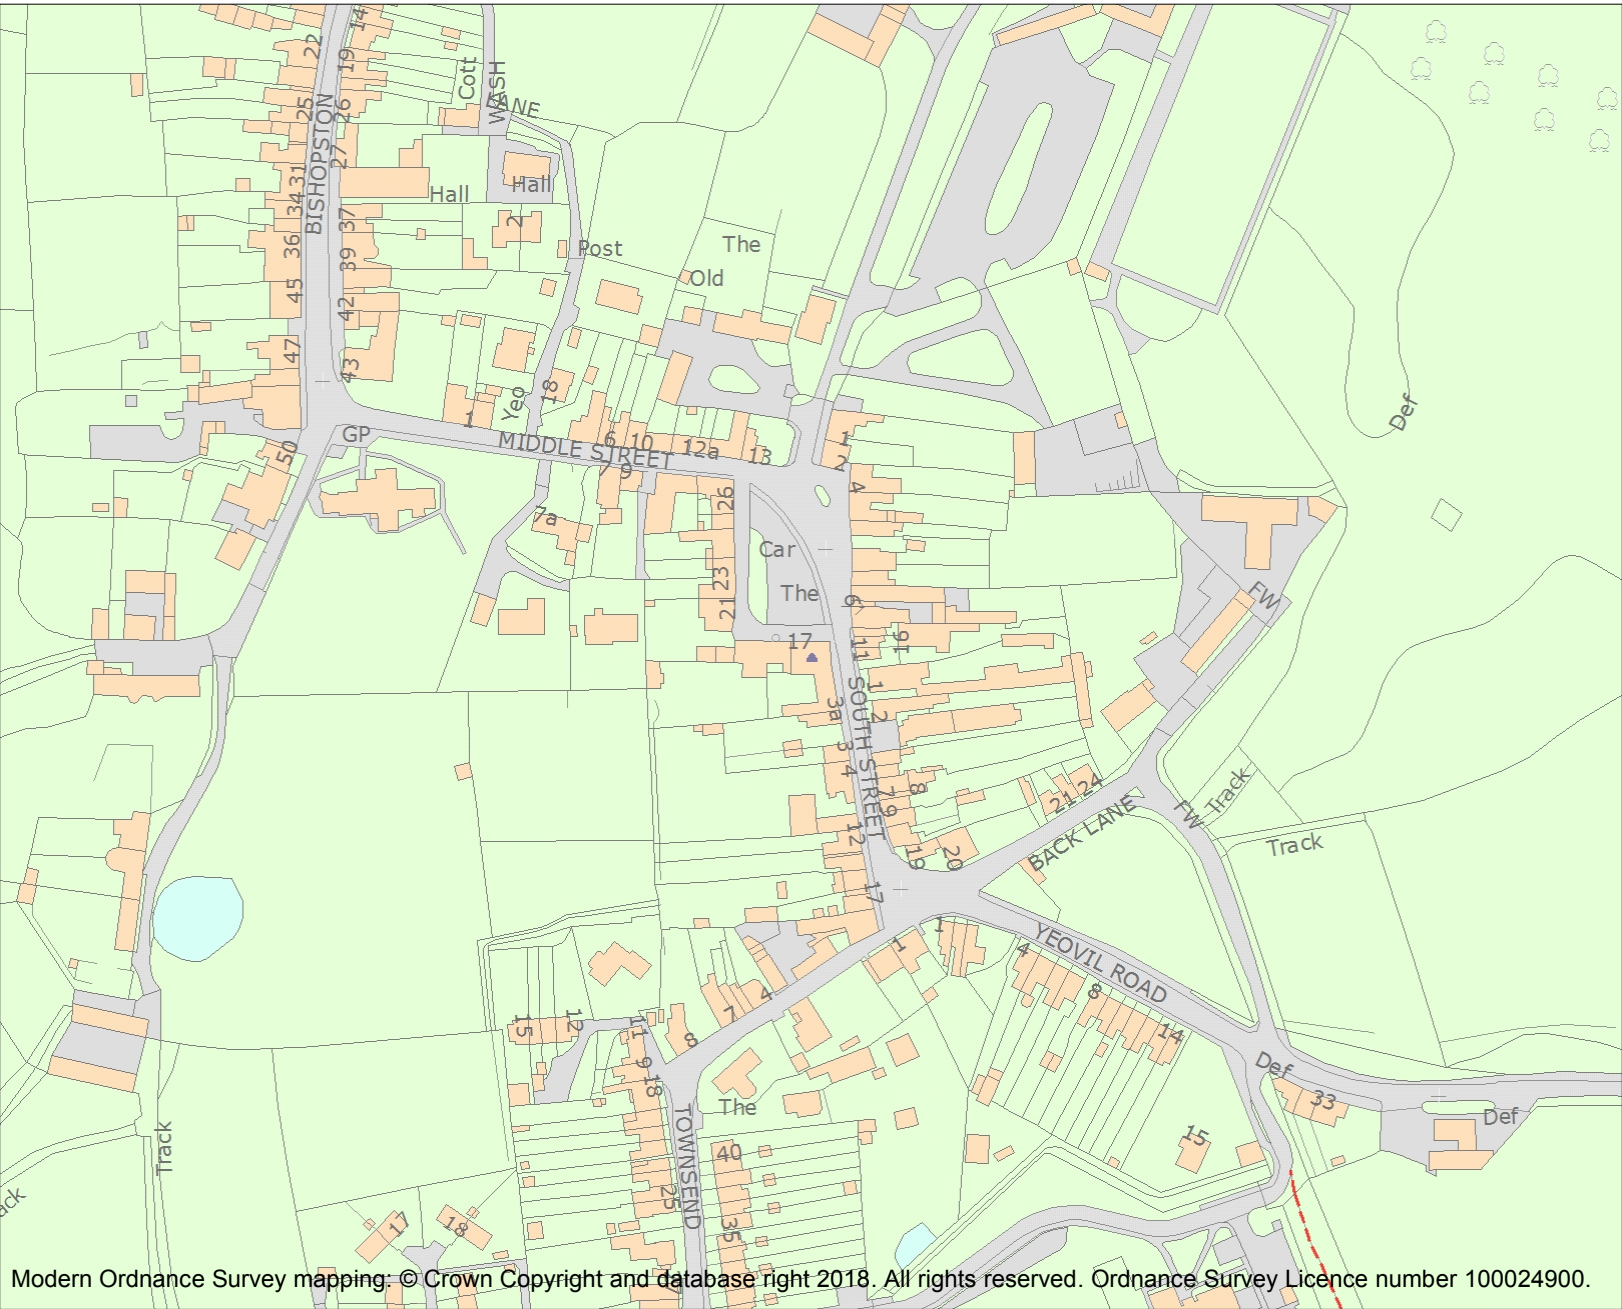 14
22
19
Cott
WASH
LANE
25
26
BISHOPSTON
27
31
Hall
Hall
34
37
2
36
39
Post
The
Old
45
42
47
43
Yeo
18
1
GP
50
MIDDLE STREET
6
10
12a
13
7
9
1
2
4
26
7a
Car
The
23
21
6
17
11
16
1
2
SOUTH STREET
3a
3
4
7
8
9
12
19
20
17
21
24
BACK LANE
FW
FW
Track
Track
Def
1
1
4
YEOVIL ROAD
8
14
4
7
8
15
12
11
9
18
The
TOWNSEND
40
25
35
15
Def
33
Def
Track
ack
17
18
Modern Ordnance Survey mapping: © Crown Copyright and database right 2018. All rights reserved. Ordnance Survey Licence number 100024900.